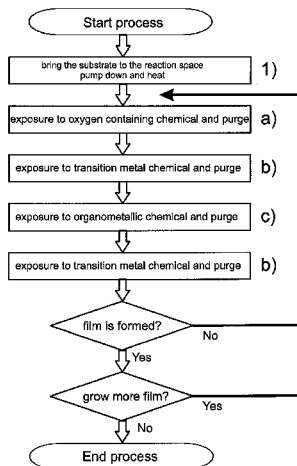 Start process
bring the substrate to the reaction space
pump down and heat
1)
exposure to oxygen containing chemical and purge
a)
exposure to transition metal chemical and purge
b)
exposure to organometallic chemical and purge
c)
exposure to transition metal chemical and purge
b)
film is formed?
No
Yes
grow more film?
Yes
No
End process